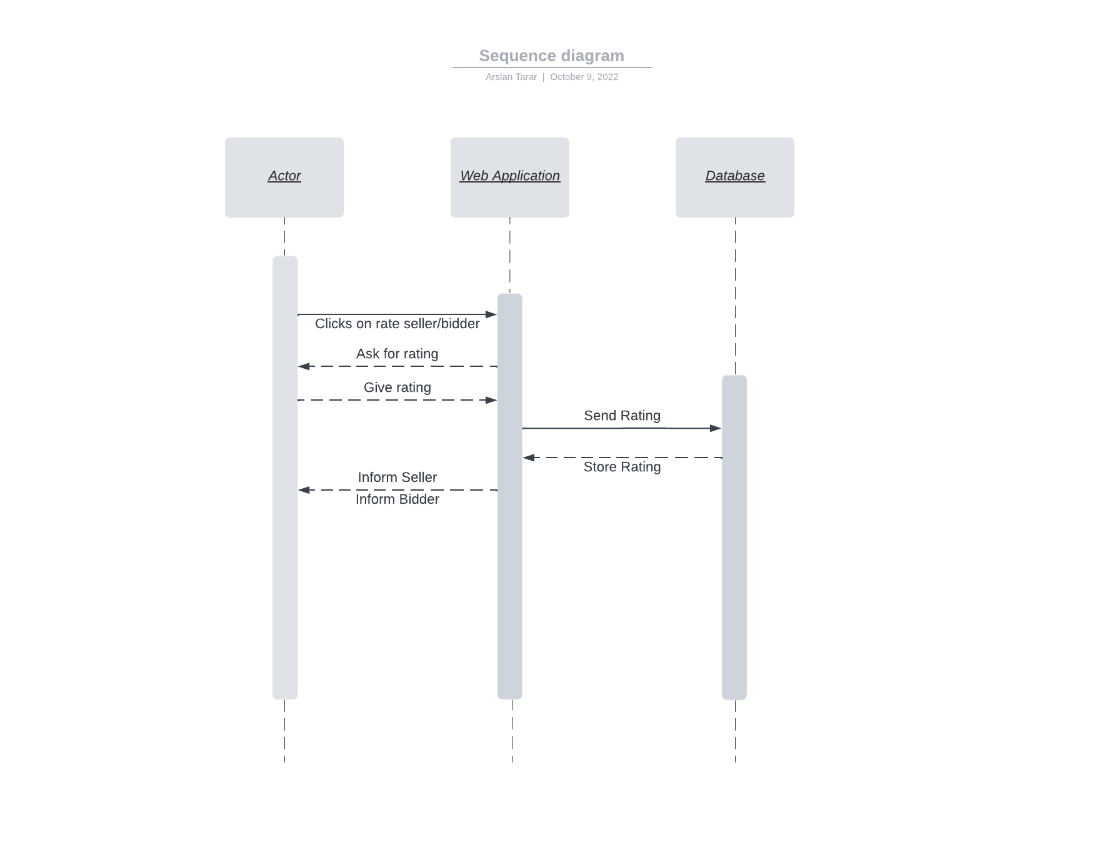 Sequence diagram
Arslan Tarar | October 9, 2022
Actor
Web Application
Database
Clicks on rate seller/bidder
Ask for rating
Give rating
Send Rating
Store Rating
Inform Seller
Inform Bidder